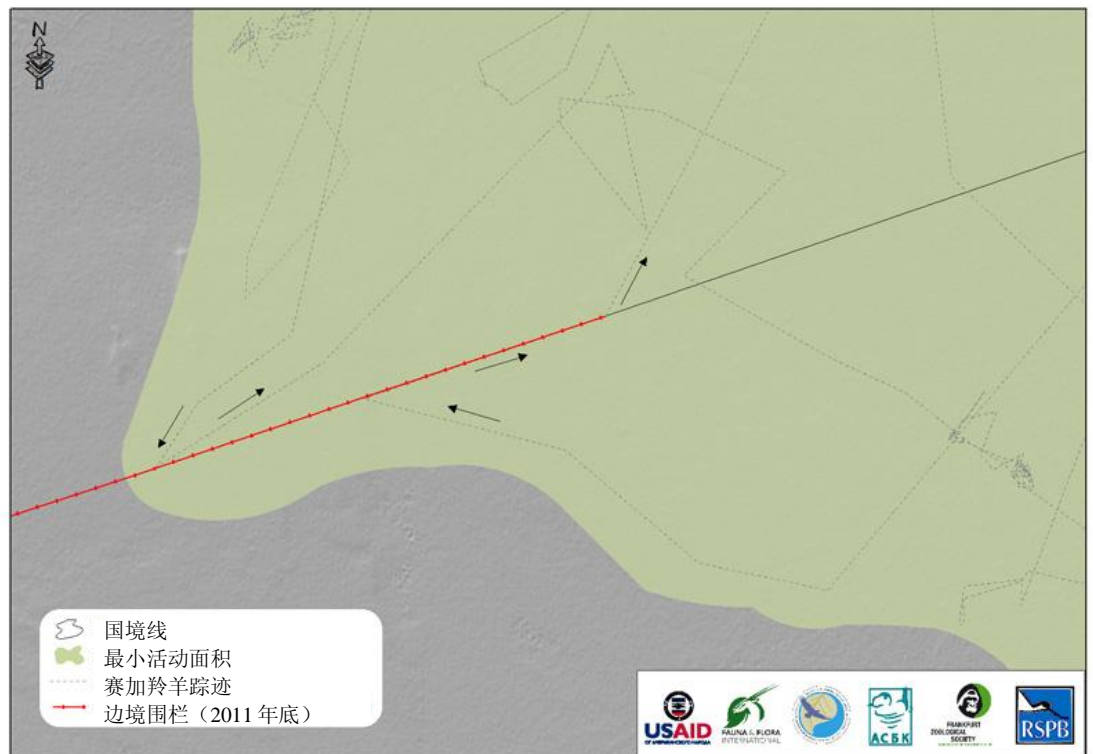 N
国境线
最小活动面积
赛加羚羊踪迹
边境围栏（2011 年底）
USAID
FAUNA & FLORA
INTERNATIONAL
АСБК
FRANKFURT
ZOOLOGICAL
SOCIETY
RSPB